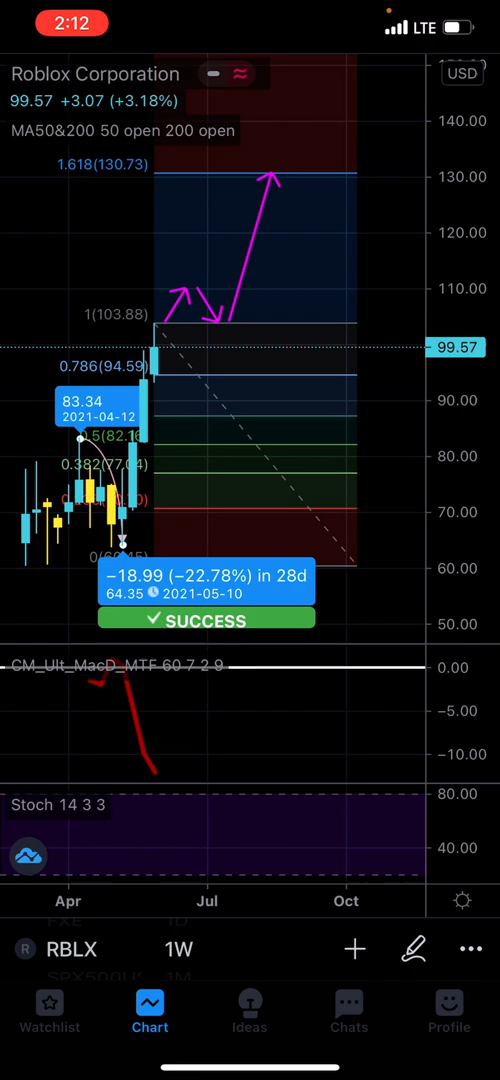 2:12
LTE
Roblox Corporation
USD
99.57 +3.07 (+3.18%)
MA50&200 50 open 200 open
140.00
1.618(130.73)
130.00
120.00
110.00
1(103.88)
99.57
0.786(94.59)
90.00
83.34
2021-04-12
80.00
0.382(77.04)
70.00
60.00
−18.99 (−22.78%) in 28d
64.35 2021-05-10
SUCCESS
50.00
CM_Ult_MacD_MTF 60 7 2 9
0.00
−5.00
−10.00
Stoch 14 3 3
80.00
40.00
Apr Jul Oct
R RBLX 1W
Watchlist Chart Ideas Chats Profile